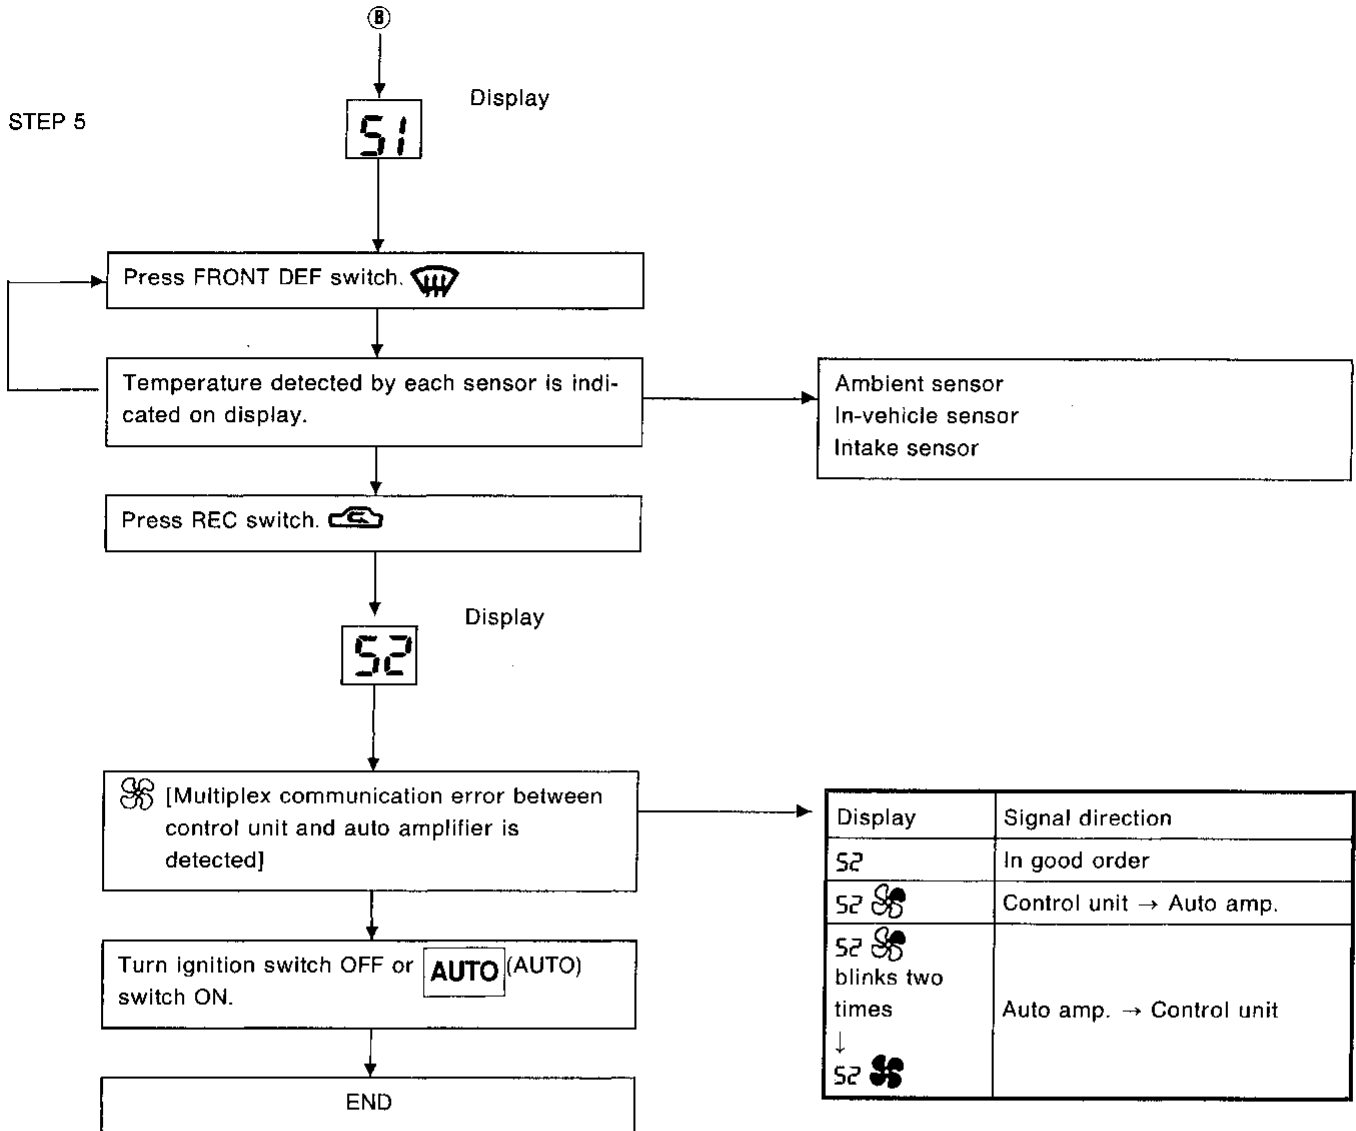 B
Display
STEP 5
51
Press FRONT DEF switch.
Temperature detected by each sensor is indi-
cated on display.
Ambient sensor
In-vehicle sensor
Intake sensor
Press REC switch.
Display
52
[Multiplex communication error between
control unit and auto amplifier is
detected]
Display Signal direction
52 In good order
52 Control unit → Auto amp.
52
blinks two
times
↓
52
Auto amp. → Control unit
Turn ignition switch OFF or AUTO (AUTO)
switch ON.
END